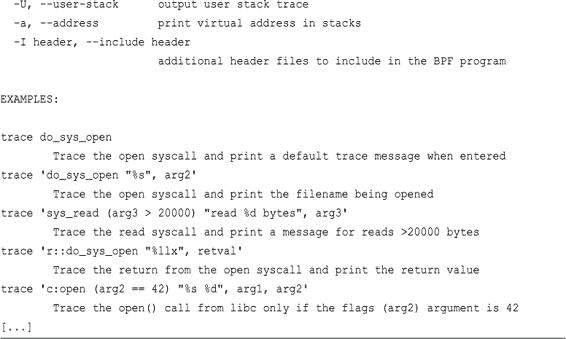 -U, --user-stack      output user stack trace
-a, --address         print virtual address in stacks
-I header, --include header
                      additional header files to include in the BPF program
EXAMPLES:
trace do_sys_open
        Trace the open syscall and print a default trace message when entered
trace 'do_sys_open "%s", arg2'
        Trace the open syscall and print the filename being opened
trace 'sys_read (arg3 > 20000) "read %d bytes", arg3'
        Trace the read syscall and print a message for reads >20000 bytes
trace 'r::do_sys_open "%llx", retval'
        Trace the return from the open syscall and print the return value
trace 'c:open (arg2 == 42) "%s %d", arg1, arg2'
        Trace the open() call from libc only if the flags (arg2) argument is 42
[...]